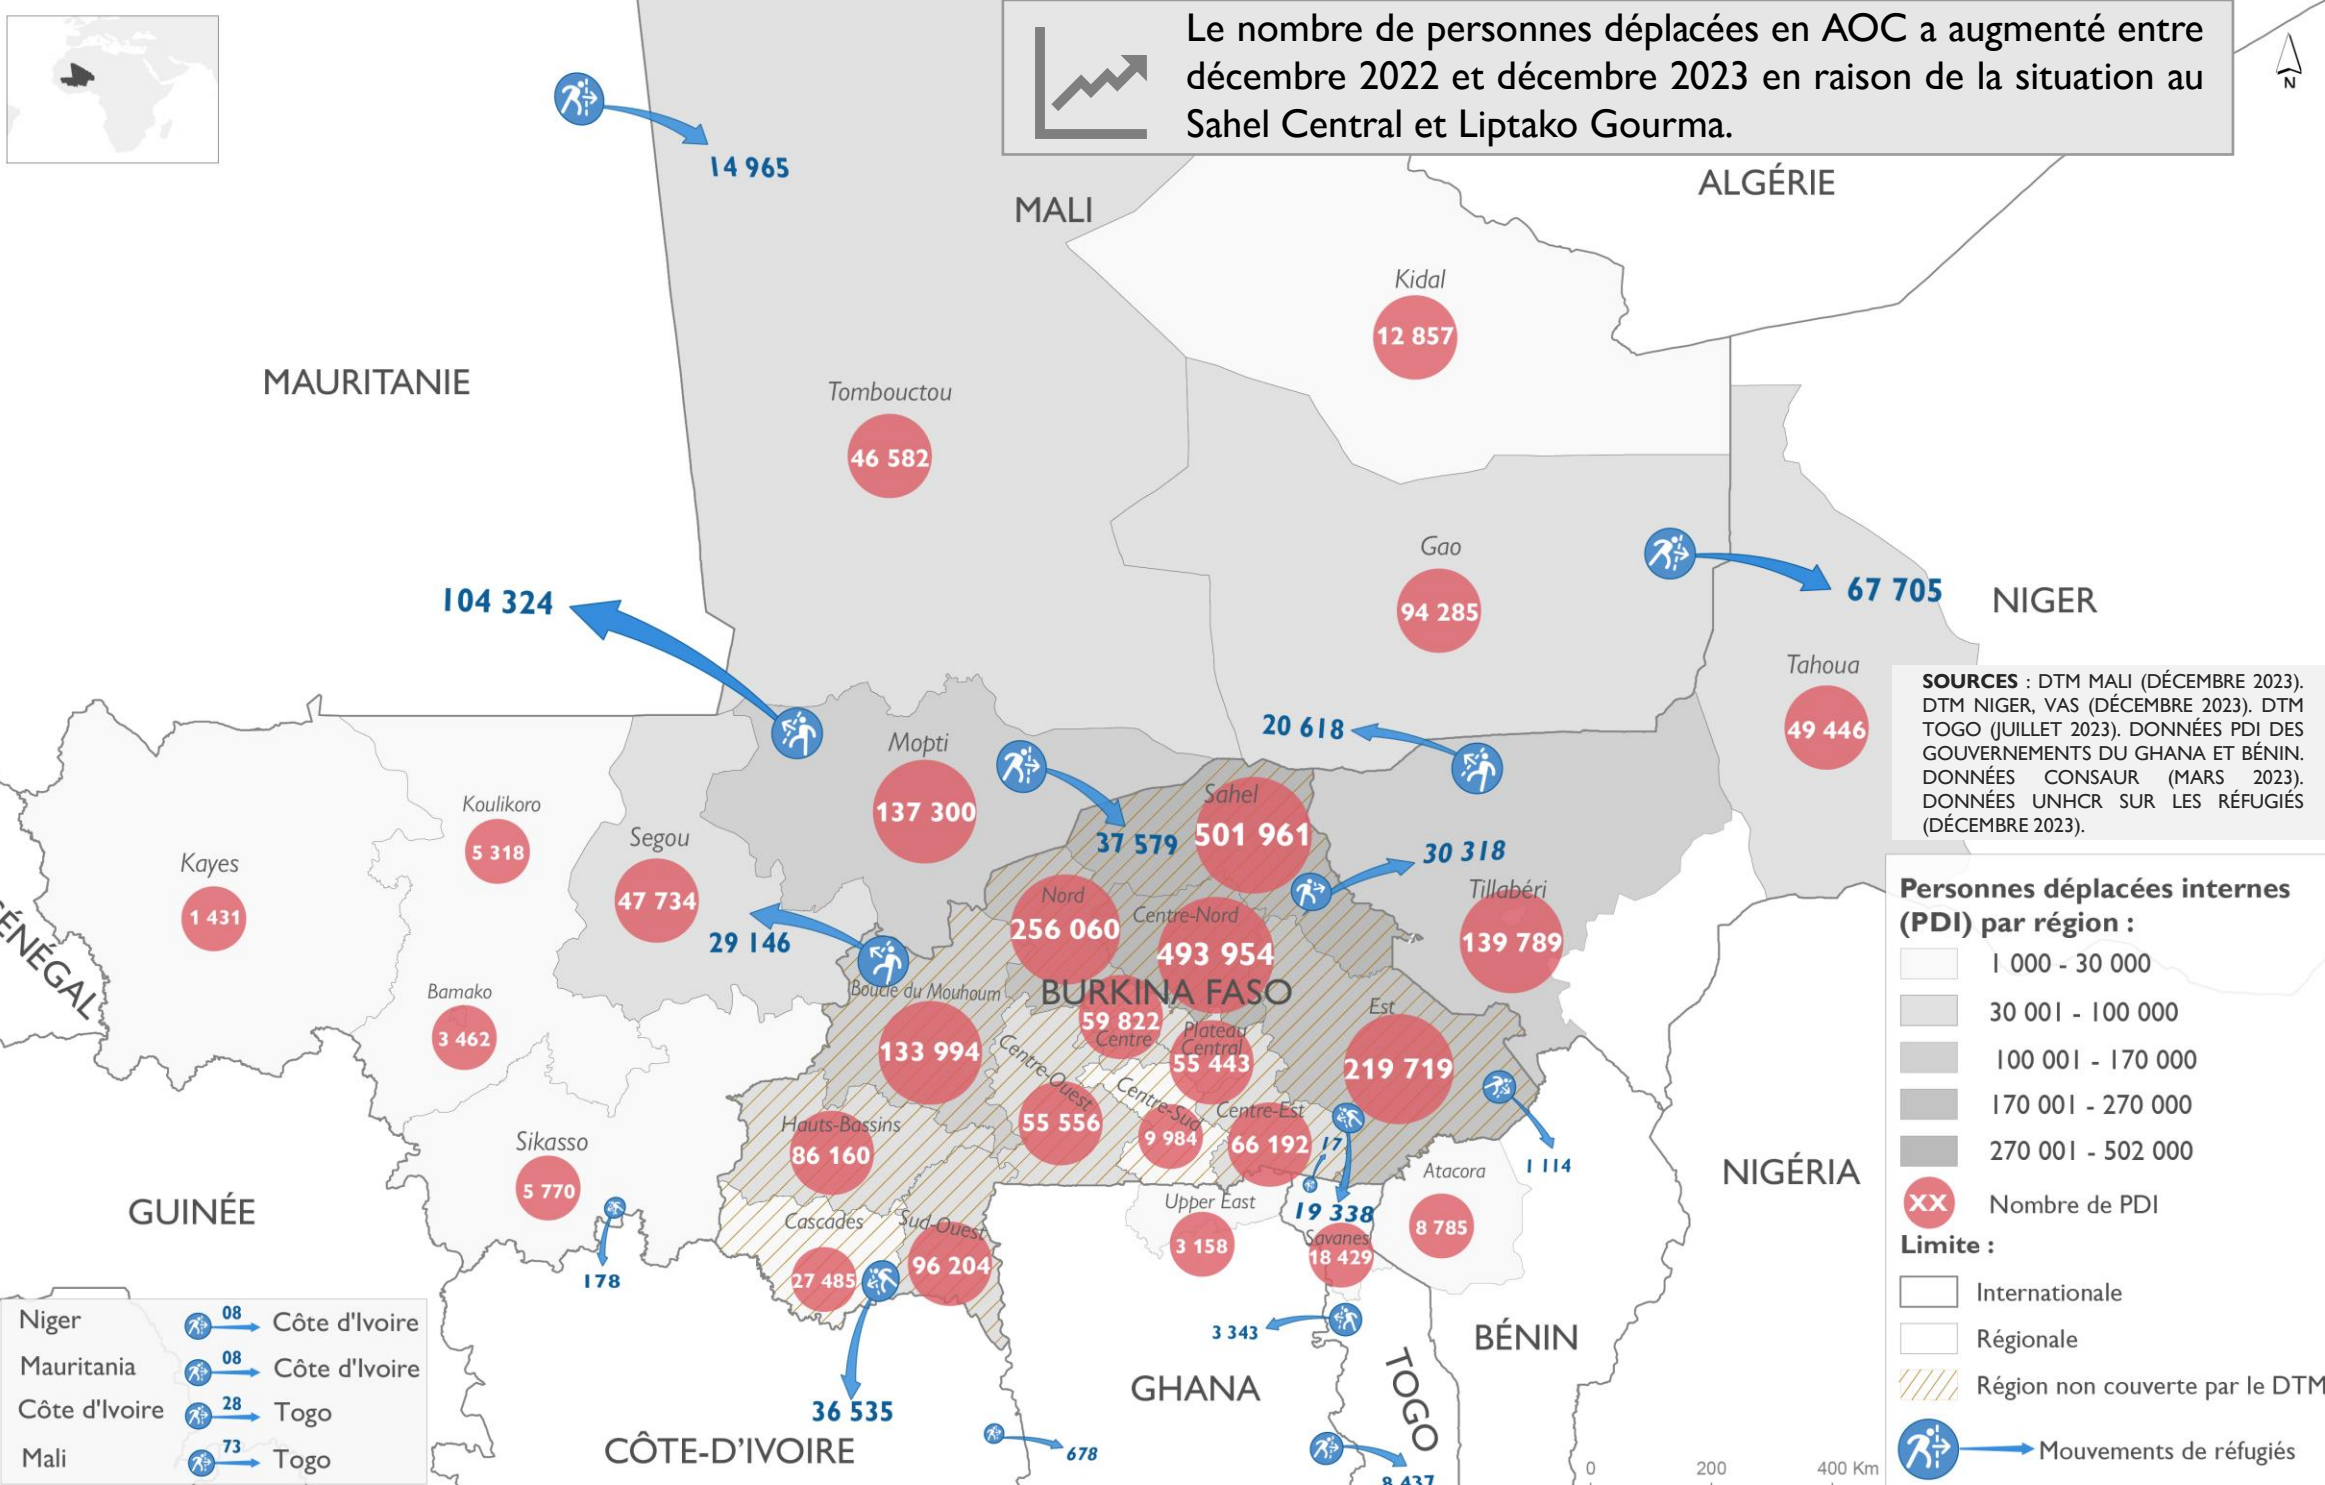 Le nombre de personnes déplacées en AOC a augmenté entre
décembre 2022 et décembre 2023 en raison de la situation au
Sahel Central et Liptako Gourma.
N
14 965
MALI
ALGÉRIE
Kidal
12 857
MAURITANIE
Tombouctou
46 582
Gao
94 285
67 705
NIGER
104 324
Tahoua
49 446
SOURCES : DTM MALI (DÉCEMBRE 2023).
DTM NIGER, VAS (DÉCEMBRE 2023). DTM
TOGO (JUILLET 2023). DONNÉES PDI DES
GOUVERNEMENTS DU GHANA ET BÉNIN.
DONNÉES CONSAUR (MARS 2023).
DONNÉES UNHCR SUR LES RÉFUGIÉS
(DÉCEMBRE 2023).
20 618
Mopti
137 300
Sahel
501 961
37 579
30 318
Koulikoro
5 318
Segou
47 734
Kayes
1 431
29 146
Nord
256 060
Centre-Nord
493 954
Tillabéri
139 789
BURKINA FASO
Bamako
3 462
Boucle du Mouhoum
133 994
59 822
Centre
Plateau
Central
55 443
Est
219 719
Centre-Ouest
55 556
Centre-Sud
9 984
Centre-Est
66 192
17
1 114
Hauts-Bassins
86 160
Sikasso
5 770
178
GUINÉE
Cascades
27 485
Sud-Ouest
96 204
Upper East
3 158
19 338
Savanes
18 429
Atacora
8 785
NIGÉRIA
3 343
BÉNIN
TOGO
GHANA
36 535
CÔTE-D’IVOIRE
678
8 437
Niger 08 Côte d'Ivoire
Mauritania 08 Côte d'Ivoire
Côte d'Ivoire 28 Togo
Mali 73 Togo
Personnes déplacées internes
(PDI) par région :
1 000 - 30 000
30 001 - 100 000
100 001 - 170 000
170 001 - 270 000
270 001 - 502 000
XX Nombre de PDI
Limite :
Internationale
Régionale
Région non couverte par le DTM
Mouvements de réfugiés
0 200 400 Km